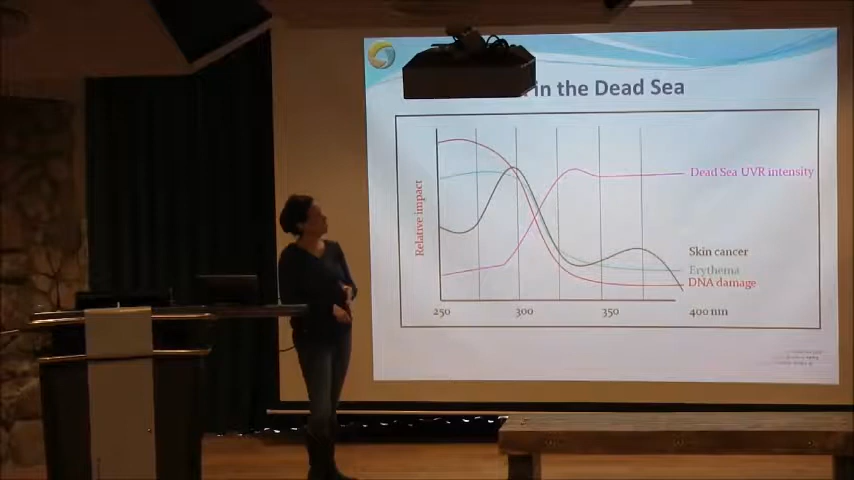 in the Dead Sea
Relative impact
Dead Sea UVR intensity
Skin cancer
Erythema
DNA damage
250
300
350
400 nm